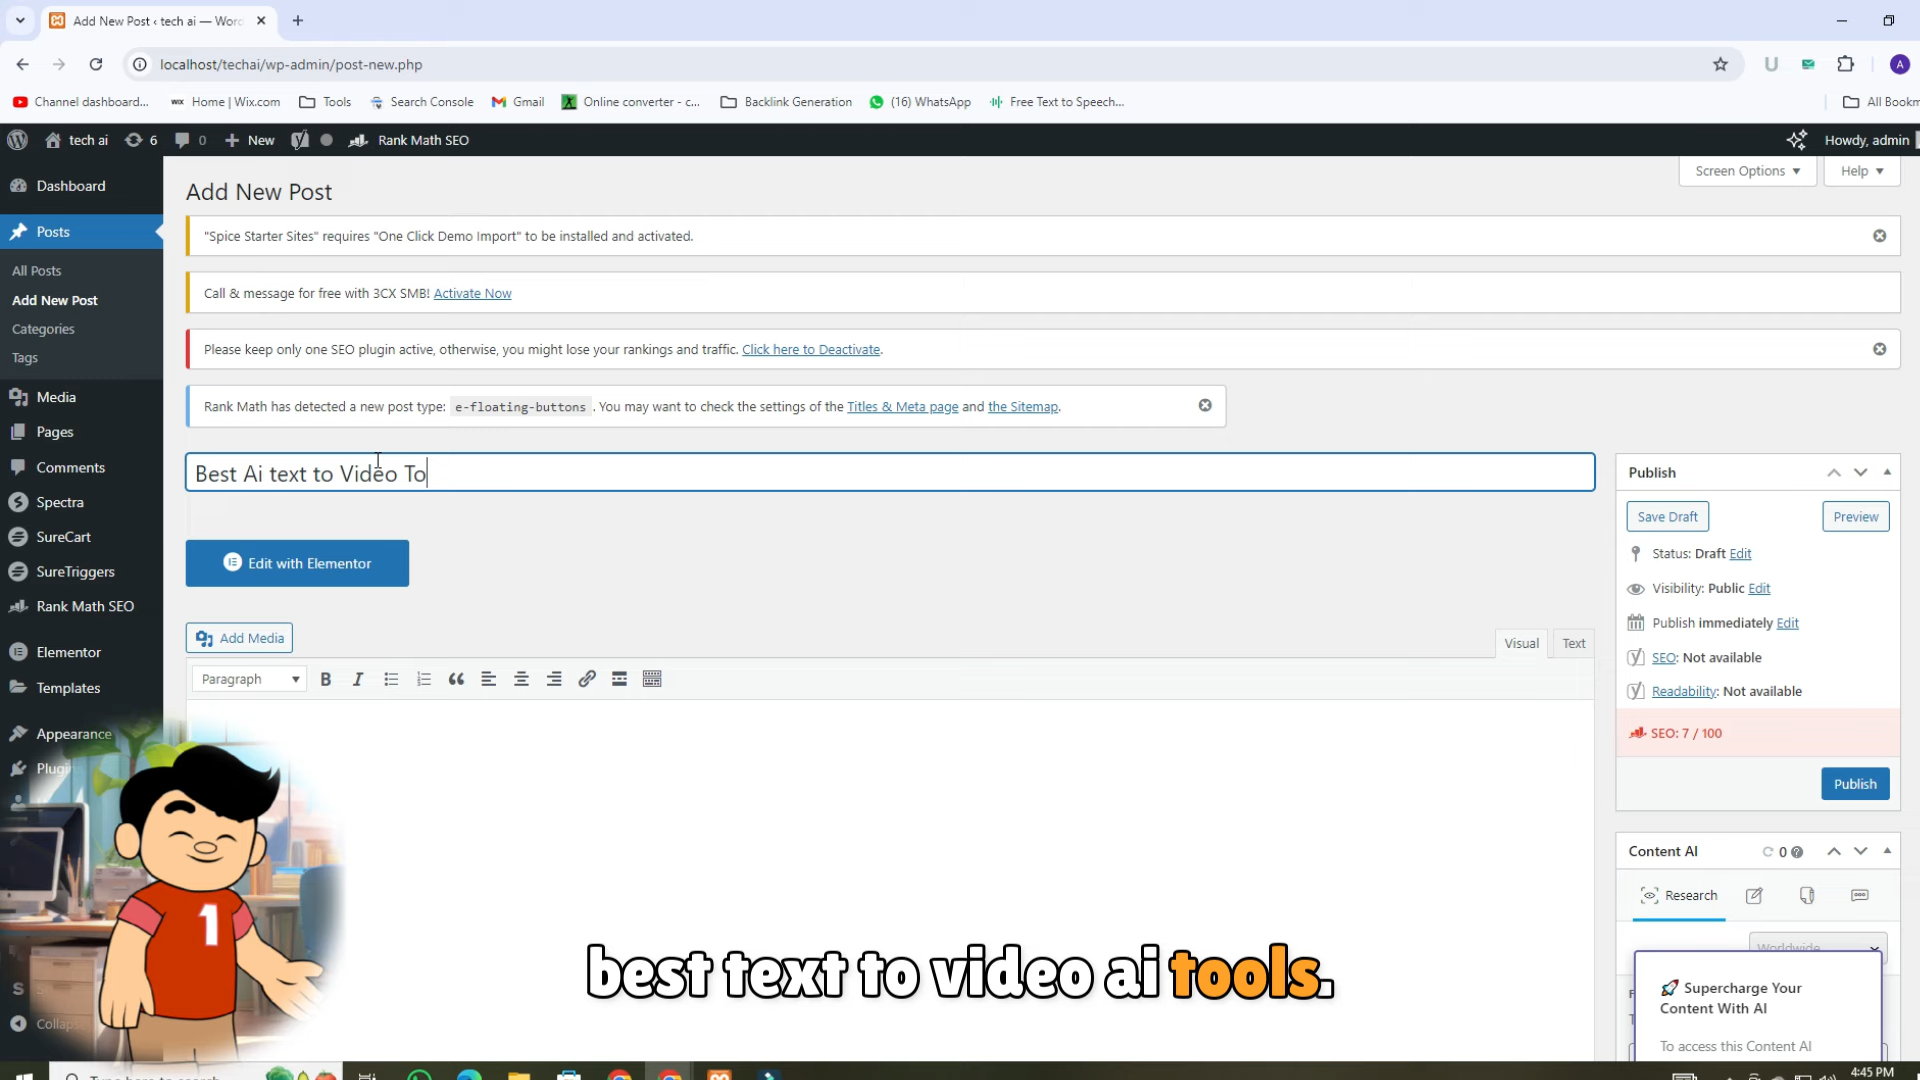 Add New Post ‹ tech ai — Wor
localhost/techai/wp-admin/post-new.php
A
Channel dashboard...
WIX Home | Wix.com
Tools
Search Console
Gmail
Online converter - c...
Backlink Generation
(16) WhatsApp
Free Text to Speech...
All Bookm
tech ai
6
0
New
Rank Math SEO
Howdy, admin
Dashboard
Posts
All Posts
Add New Post
Categories
Tags
Media
Pages
Comments
Spectra
SureCart
SureTriggers
Rank Math SEO
Elementor
Templates
Appearance
Plugi
Collaps
Add New Post
Screen Options
Help
"Spice Starter Sites" requires "One Click Demo Import" to be installed and activated.
Call & message for free with 3CX SMB! Activate Now
Please keep only one SEO plugin active, otherwise, you might lose your rankings and traffic. Click here to Deactivate.
Rank Math has detected a new post type: e-floating-buttons . You may want to check the settings of the Titles & Meta page and the Sitemap.
Best Ai text to Video To
Edit with Elementor
Add Media
Visual
Text
Paragraph
B I
Publish
Save Draft
Preview
Status: Draft Edit
Visibility: Public Edit
Publish immediately Edit
SEO: Not available
Readability: Not available
SEO: 7 / 100
Publish
Content AI
0
Research
Worldwide
Supercharge Your
Content With AI
To access this Content AI
1
best text to video ai tools.
4:45 PM